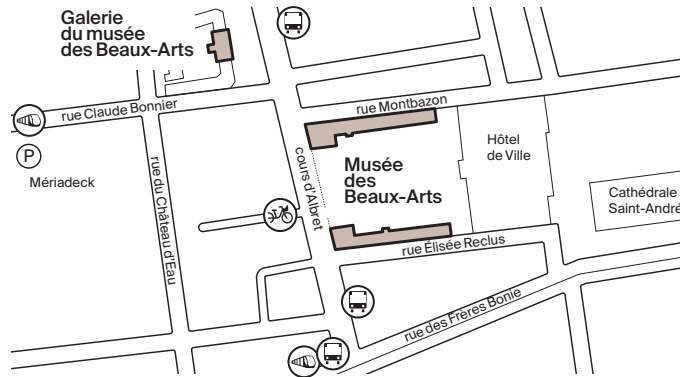 Galerie
du musée
des Beaux-Arts
rue Claude Bonnier
P
Mériadeck
rue du Château d'Eau
cours d'Albret
rue Montbazon
Musée
des
Beaux-Arts
Hôtel
de Ville
Cathédrale
Saint-André
rue Élisée Reclus
rue des Frères Bonie